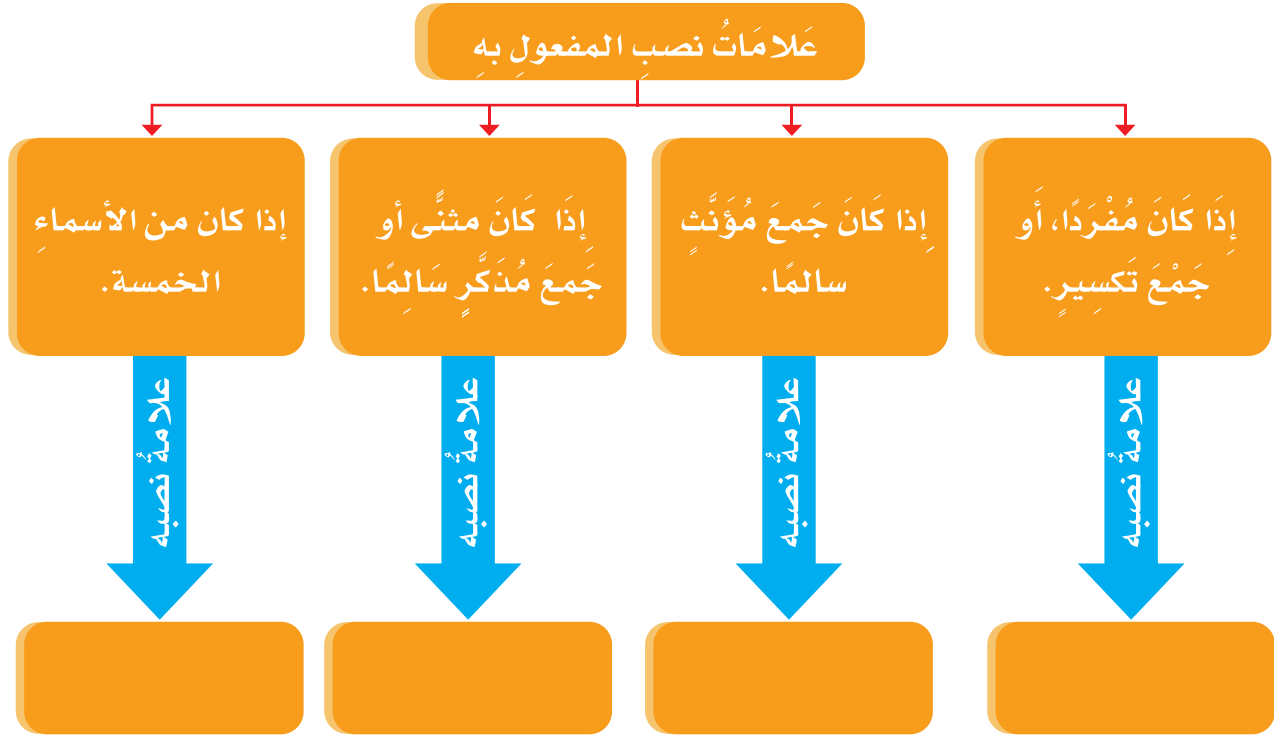 عَلامَاتُ نصبِ المفعولِ بهِ
إِذَا كَانَ مُفْرَدًا، أَو
جَمْعَ تَكسِيرٍ.
إِذا كَانَ جَمعَ مُؤَنَّثٍ
سالمًا.
إِذَا كَانَ مثنًّى أو
جَمعَ مُذَكَّرٍ سَالِمًا.
إذا كان من الأسماءِ
الخمسة.
علامةُ نصبه
علامةُ نصبه
علامةُ نصبه
علامةُ نصبه